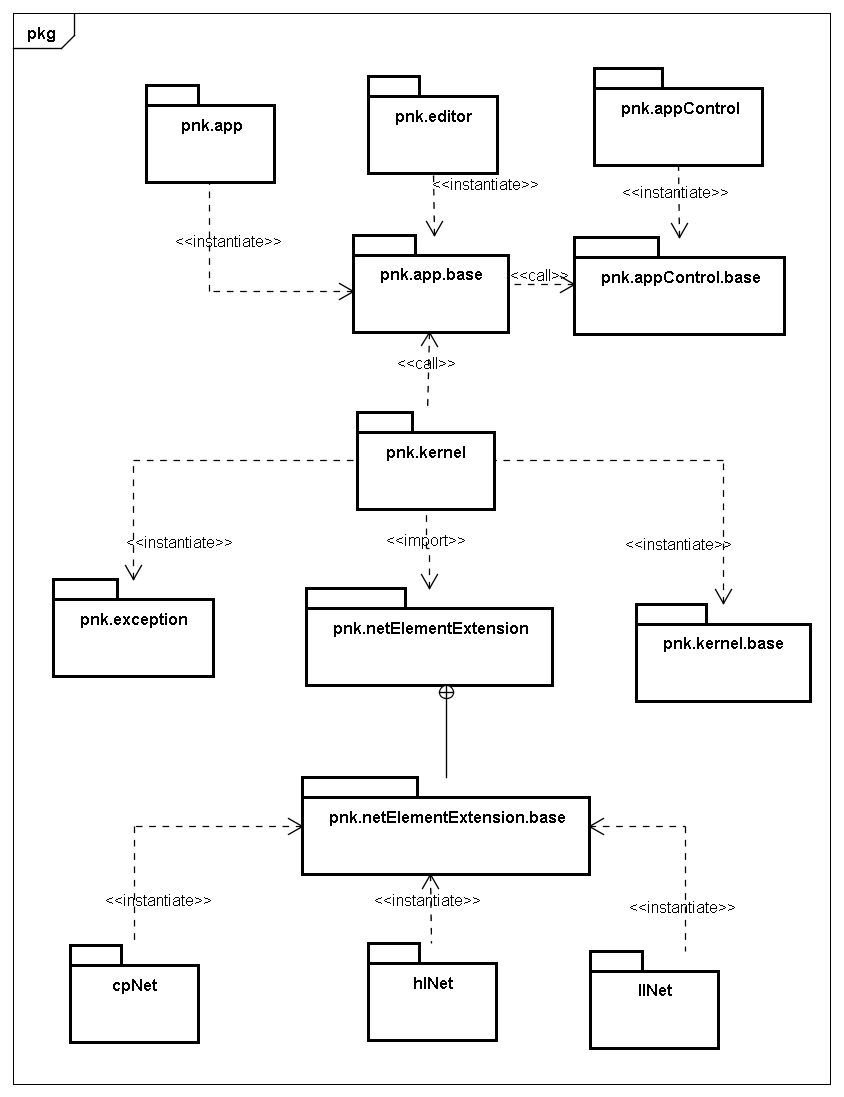 pkg
pnk.app
pnk.editor
pnk.appControl
<<instantiate>>
<<instantiate>>
<<instantiate>>
pnk.app.base
<<call>>
pnk.appControl.base
<<call>>
pnk.kernel
<<instantiate>>
<<import>>
<<instantiate>>
pnk.exception
pnk.netElementExtension
pnk.kernel.base
pnk.netElementExtension.base
<<instantiate>>
<<instantiate>>
<<instantiate>>
cpNet
hlNet
llNet